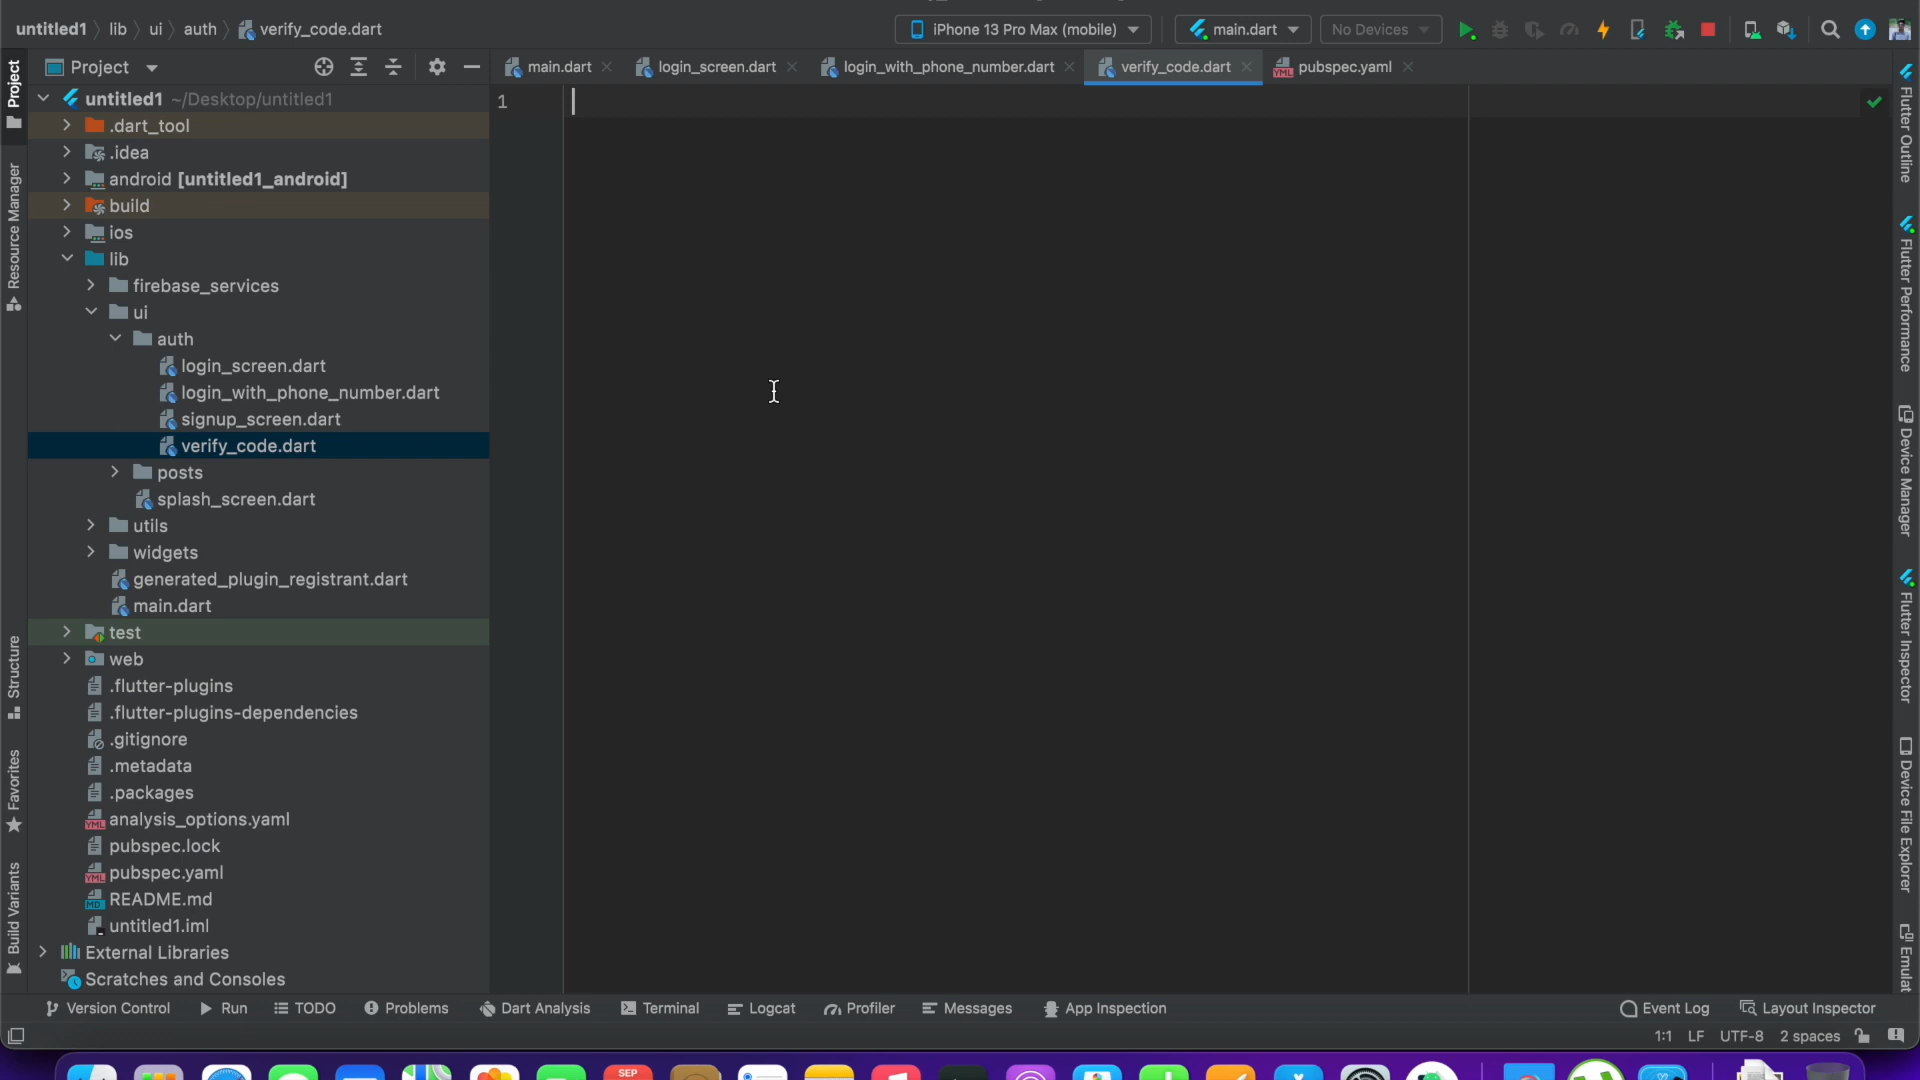 untitled1 lib ui auth verify_code.dart
iPhone 13 Pro Max (mobile) main.dart No Devices
Project
main.dart login_screen.dart login_with_phone_number.dart verify_code.dart pubspec.yaml
1
untitled1 ~/Desktop/untitled1
.dart_tool
.idea
android [untitled1_android]
build
ios
lib
firebase_services
ui
auth
login_screen.dart
login_with_phone_number.dart
signup_screen.dart
verify_code.dart
posts
splash_screen.dart
utils
widgets
generated_plugin_registrant.dart
main.dart
test
web
.flutter-plugins
.flutter-plugins-dependencies
.gitignore
.metadata
.packages
analysis_options.yaml
pubspec.lock
pubspec.yaml
README.md
untitled1.iml
External Libraries
Scratches and Consoles
Project
Resource Manager
Structure
Favorites
Build Variants
Flutter Outline
Flutter Performance
Device Manager
Flutter Inspector
Device File Explorer
Emulat
Version Control Run TODO Problems Dart Analysis Terminal Logcat Profiler Messages App Inspection Event Log Layout Inspector
1:1 LF UTF-8 2 spaces
SEP